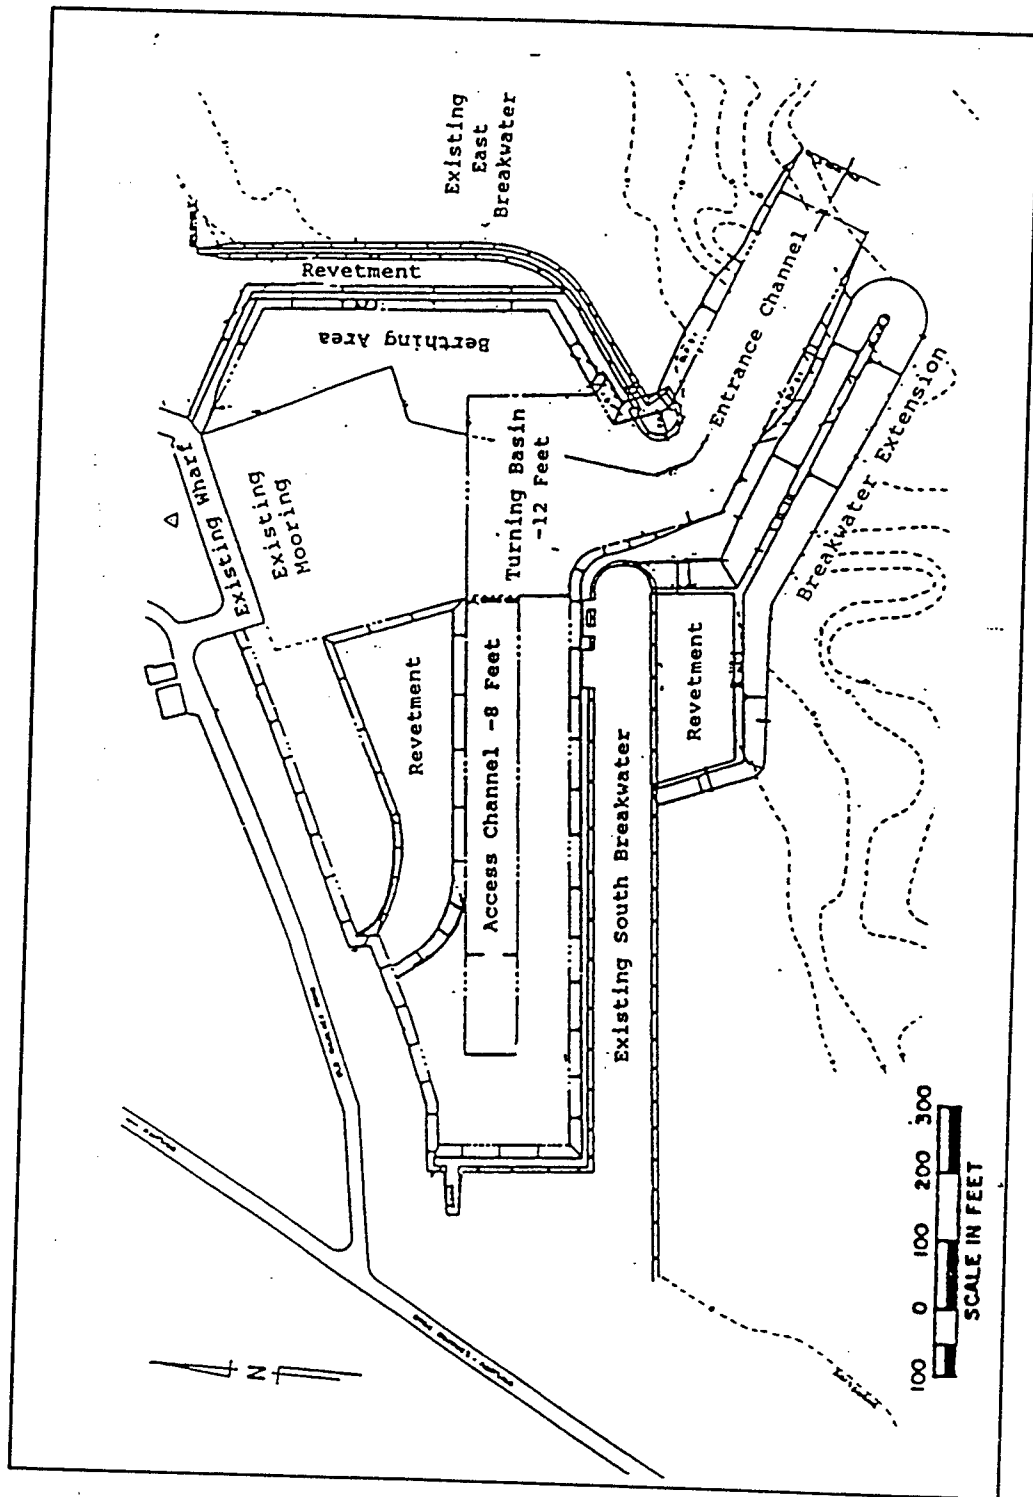 Existing
East
Breakwater
Revetment
Berthing Area
Existing Wharf
Existing
Mooring
Turning Basin
-12 Feet
Entrance Channel
Breakwater Extension
Revetment
Access Channel -8 Feet
Revetment
Existing South Breakwater
N
100 0 100 200 300
SCALE IN FEET